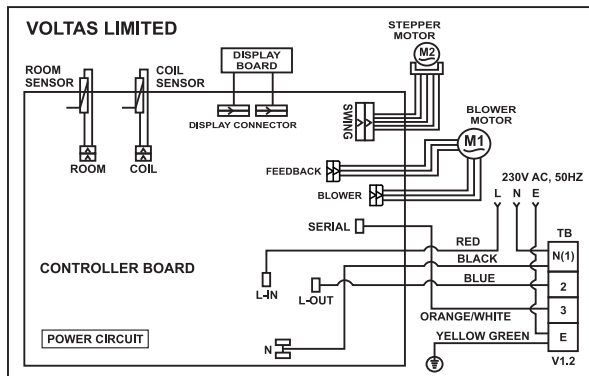 VOLTAS LIMITED
STEPPER
MOTOR
M2
DISPLAY
BOARD
ROOM
SENSOR
COIL
SENSOR
DISPLAY CONNECTOR
SWING
BLOWER
MOTOR
M1
ROOM
COIL
FEEDBACK
BLOWER
230V AC, 50HZ
L N E
SERIAL
TB
RED
N(1)
BLACK
CONTROLLER BOARD
L-IN
L-OUT
BLUE
2
3
ORANGE/WHITE
POWER CIRCUIT
N
YELLOW GREEN
E
V1.2